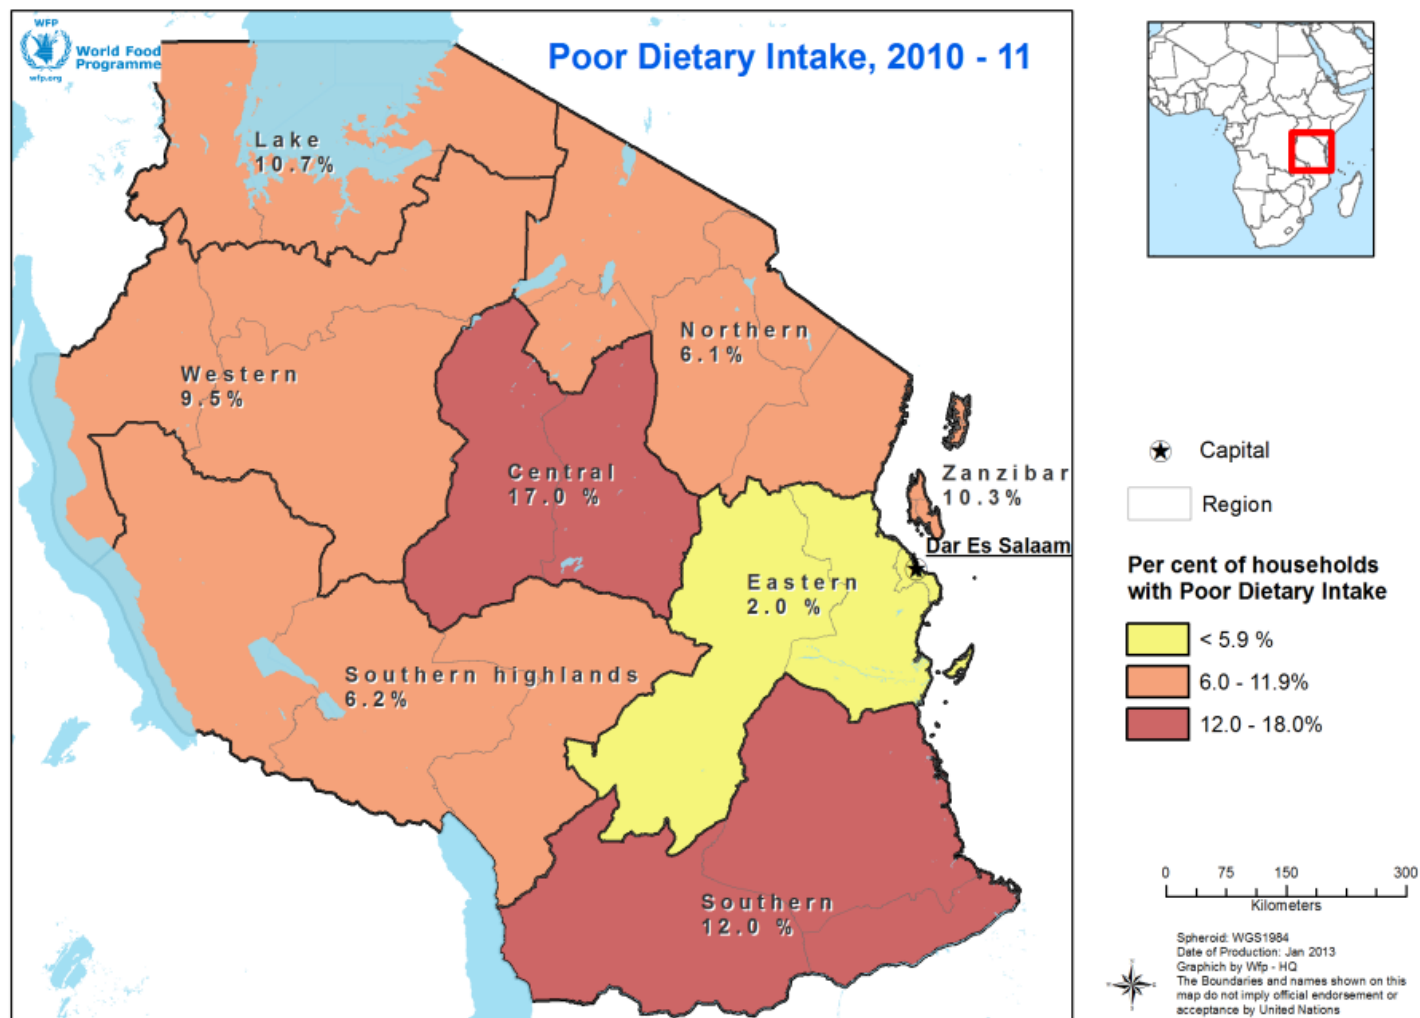 WFP
World Food
Programme
wfp.org
Poor Dietary Intake, 2010 - 11
Lake
10.7%
Northern
6.1%
Western
9.5%
Central
17.0 %
Zanzibar
10.3%
Dar Es Salaam
Eastern
2.0 %
Southern highlands
6.2%
Southern
12.0 %
Capital
Region
Per cent of households
with Poor Dietary Intake
< 5.9 %
6.0 - 11.9%
12.0 - 18.0%
0 75 150 300
Kilometers
Spheroid: WGS1984
Date of Production: Jan 2013
Graphich by Wfp - HQ
The Boundaries and names shown on this
map do not imply official endorsement or
acceptance by United Nations